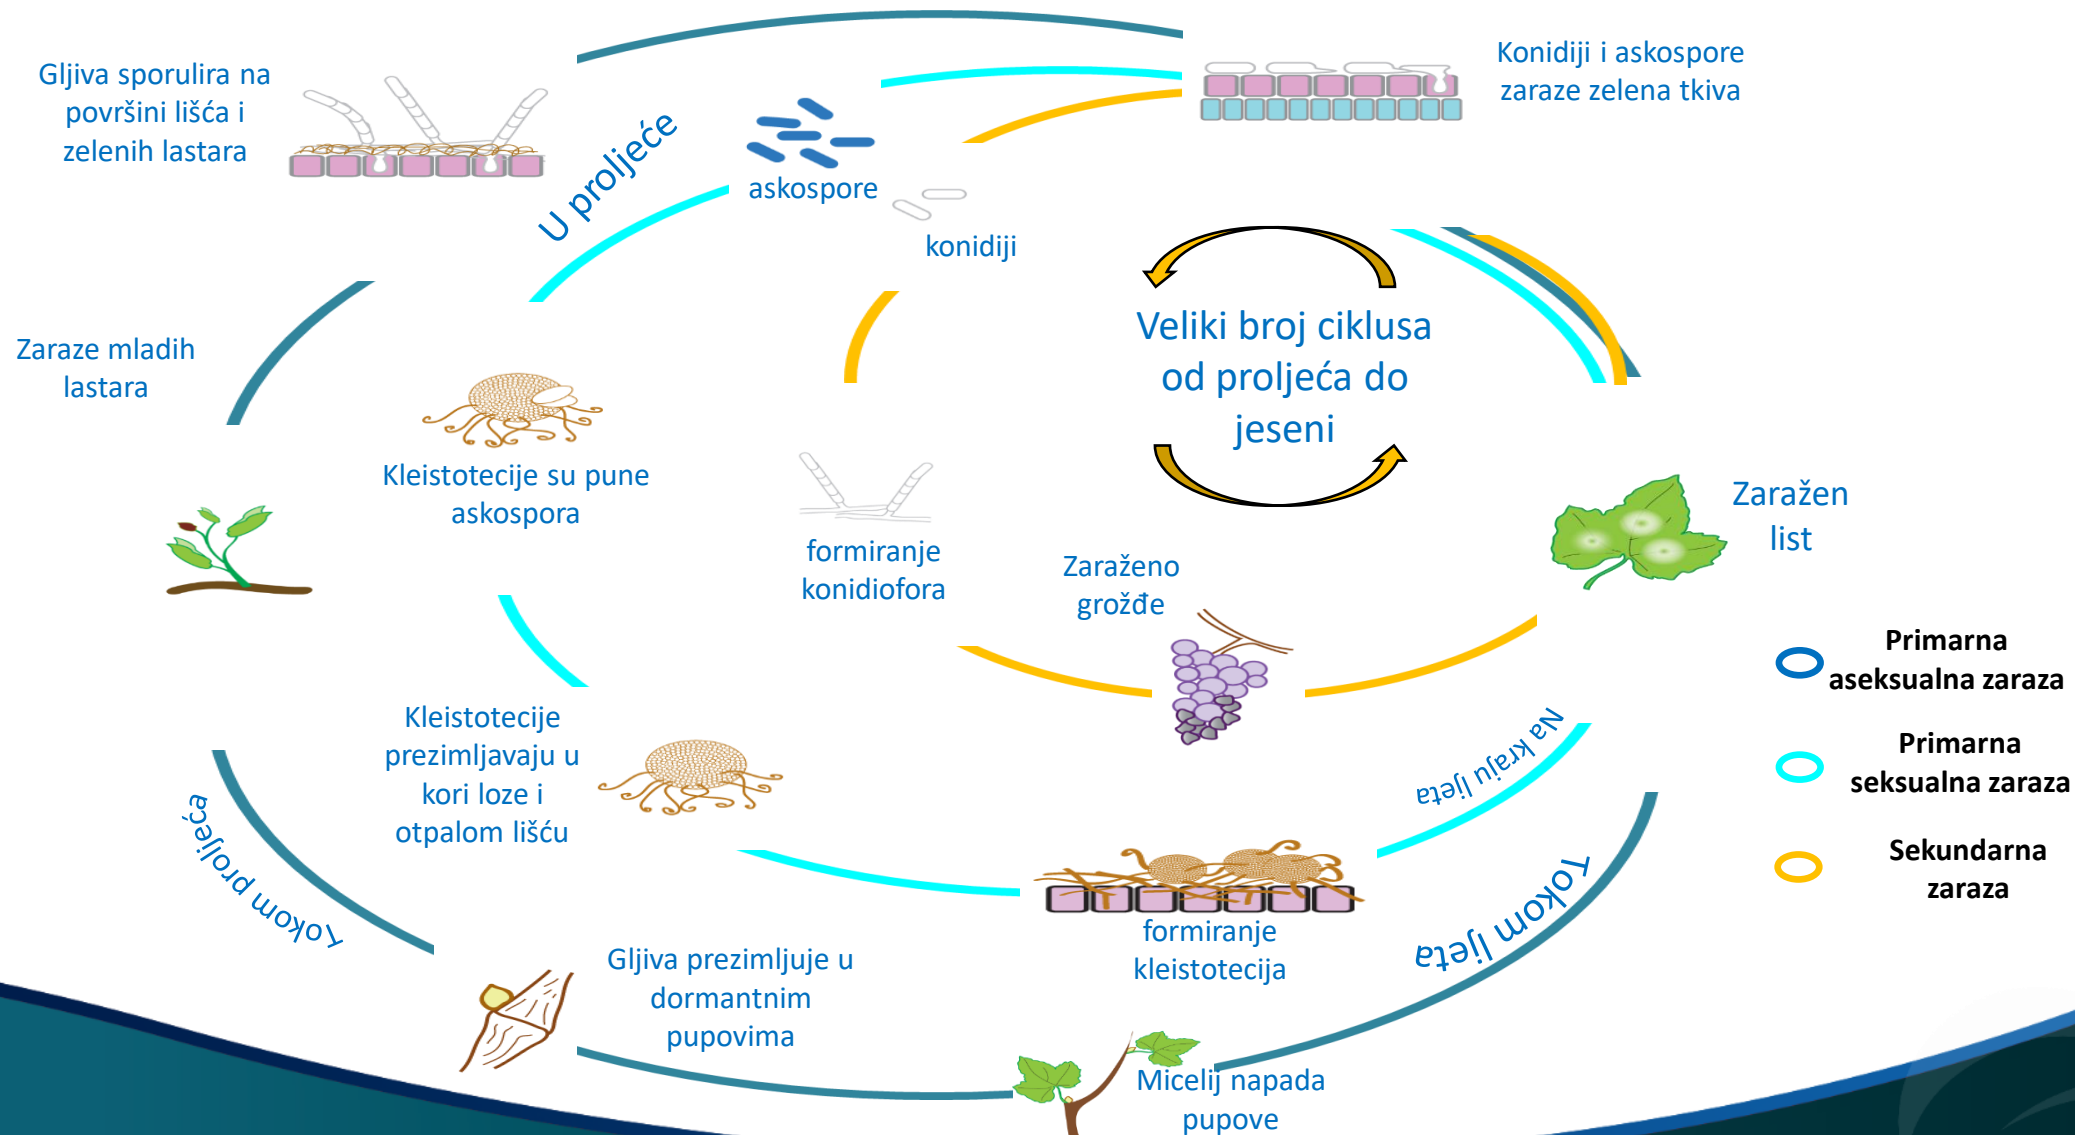 Gljiva sporulira na
površini lišća i
zelenih lastara
U proljeće
askospore
konidiji
Konidiji i askospore
zaraze zelena tkiva
Zaraze mladih
lastara
Kleistotecije su pune
askospora
Veliki broj ciklusa
od proljeća do
jeseni
formiranje
konidiofora
Zaraženo
grožđe
Zaražen
list
Primarna
aseksualna zaraza
Primarna
seksualna zaraza
Sekundarna
zaraza
Kleistotecije
prezimljavaju u
kori loze i
otpalom lišću
Na kraju ljeta
Tokom proljeće
Tokom ljeta
formiranje
kleistotecija
Gljiva prezimljuje u
dormantnim
pupovima
Micelij napada
pupove